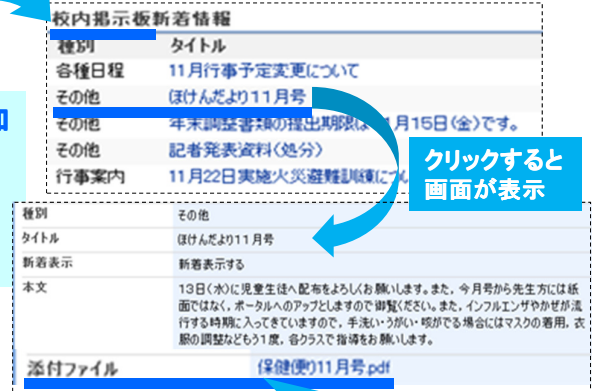 校内掲示板新着情報
種別 タイトル
各種日程 11月行事予定変更について
その他 ほけんだより11月号
その他 年末調整書類の提出期限は 1月15日(金)です。
その他 記者発表資料(処分)
行事案内 11月22日実施火災避難訓練につ
クリックすると
画面が表示
種別 その他
タイトル ほけんだより11月号
新着表示 新着表示する
本文 13日(水)に児童生徒へ配布をよろしくお願いします。また，今月号から先生方には紙
面ではなく，ポータルへのアップとしますので御覧ください。また，インフルエンザやかぜが流
行する時期に入ってきていますので，手洗い・うがい・咳がでる場合にはマスクの着用，衣
服の調整などもう1度，各クラスで指導をお願いします。
添付ファイル 保健便り11月号.pdf